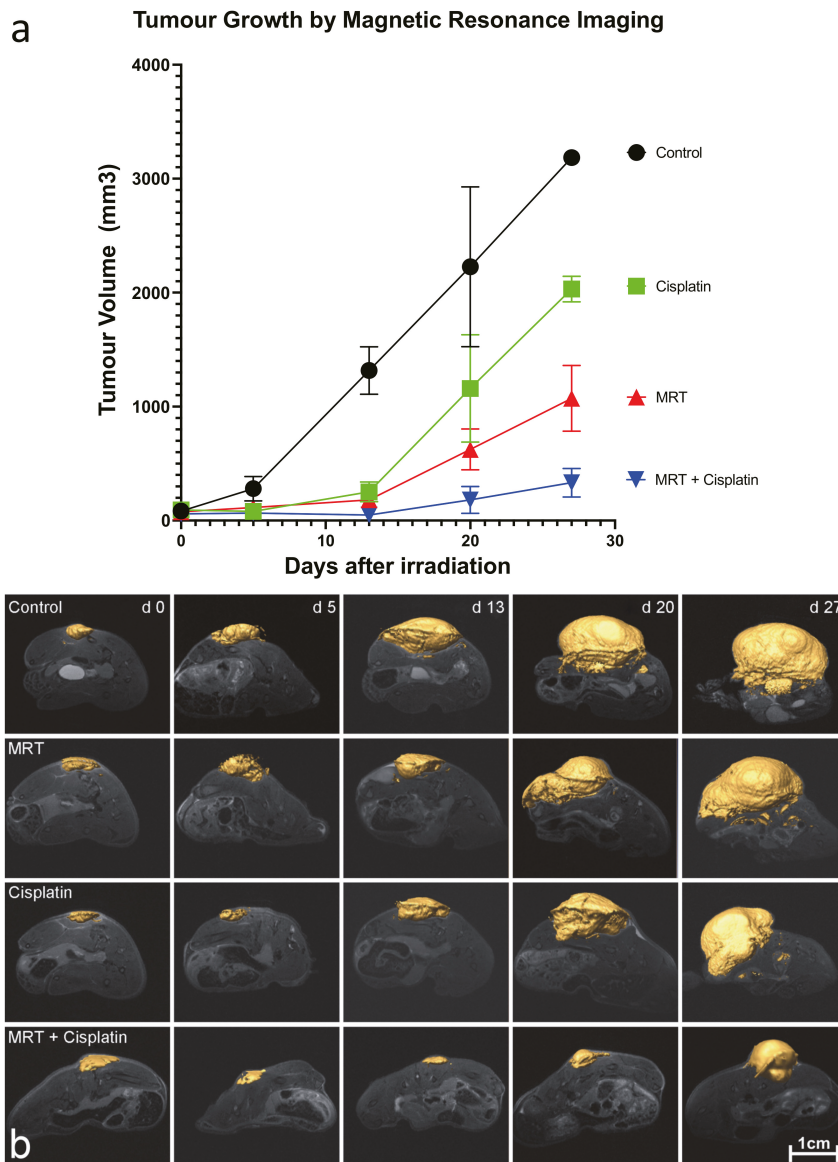 a
Tumour Growth by Magnetic Resonance Imaging
Tumour Volume (mm3)
4000
3000
2000
1000
0
0 10 20 30
Days after irradiation
Control
Cisplatin
MRT
MRT + Cisplatin
Control d 0 d 5 d 13 d 20 d 27
MRT
Cisplatin
MRT + Cisplatin
b
1cm